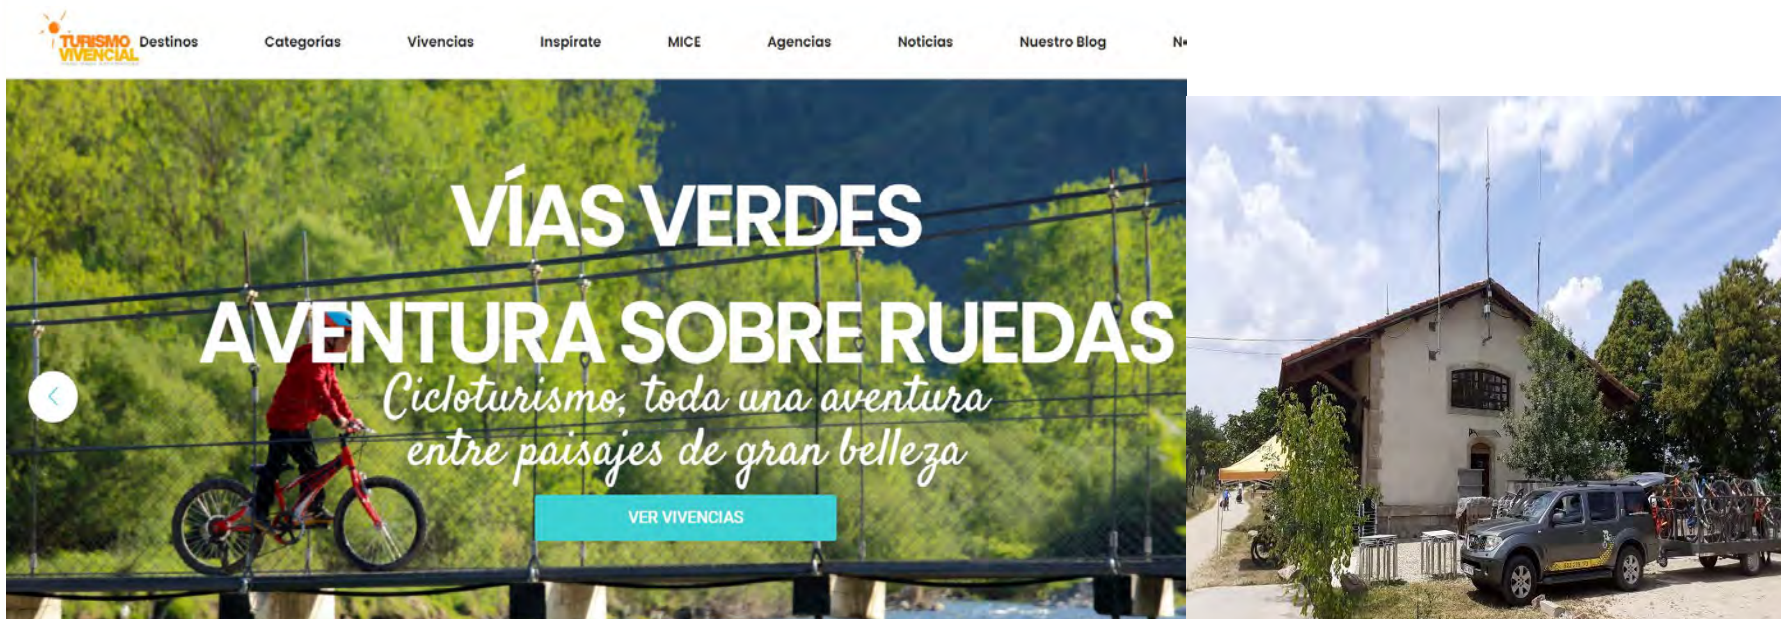 TURISMO
VIVENCIAL
Destinos Categorías Vivencias Inspírate MICE Agencias Noticias Nuestro Blog
VÍAS VERDES
AVENTURA SOBRE RUEDAS
Cicloturismo, toda una aventura
entre paisajes de gran belleza
VER VIVENCIAS